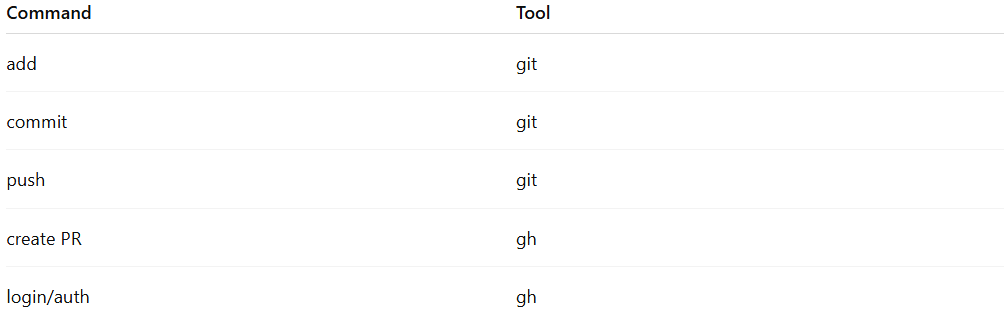 Command Tool
add git
commit git
push git
create PR gh
login/auth gh